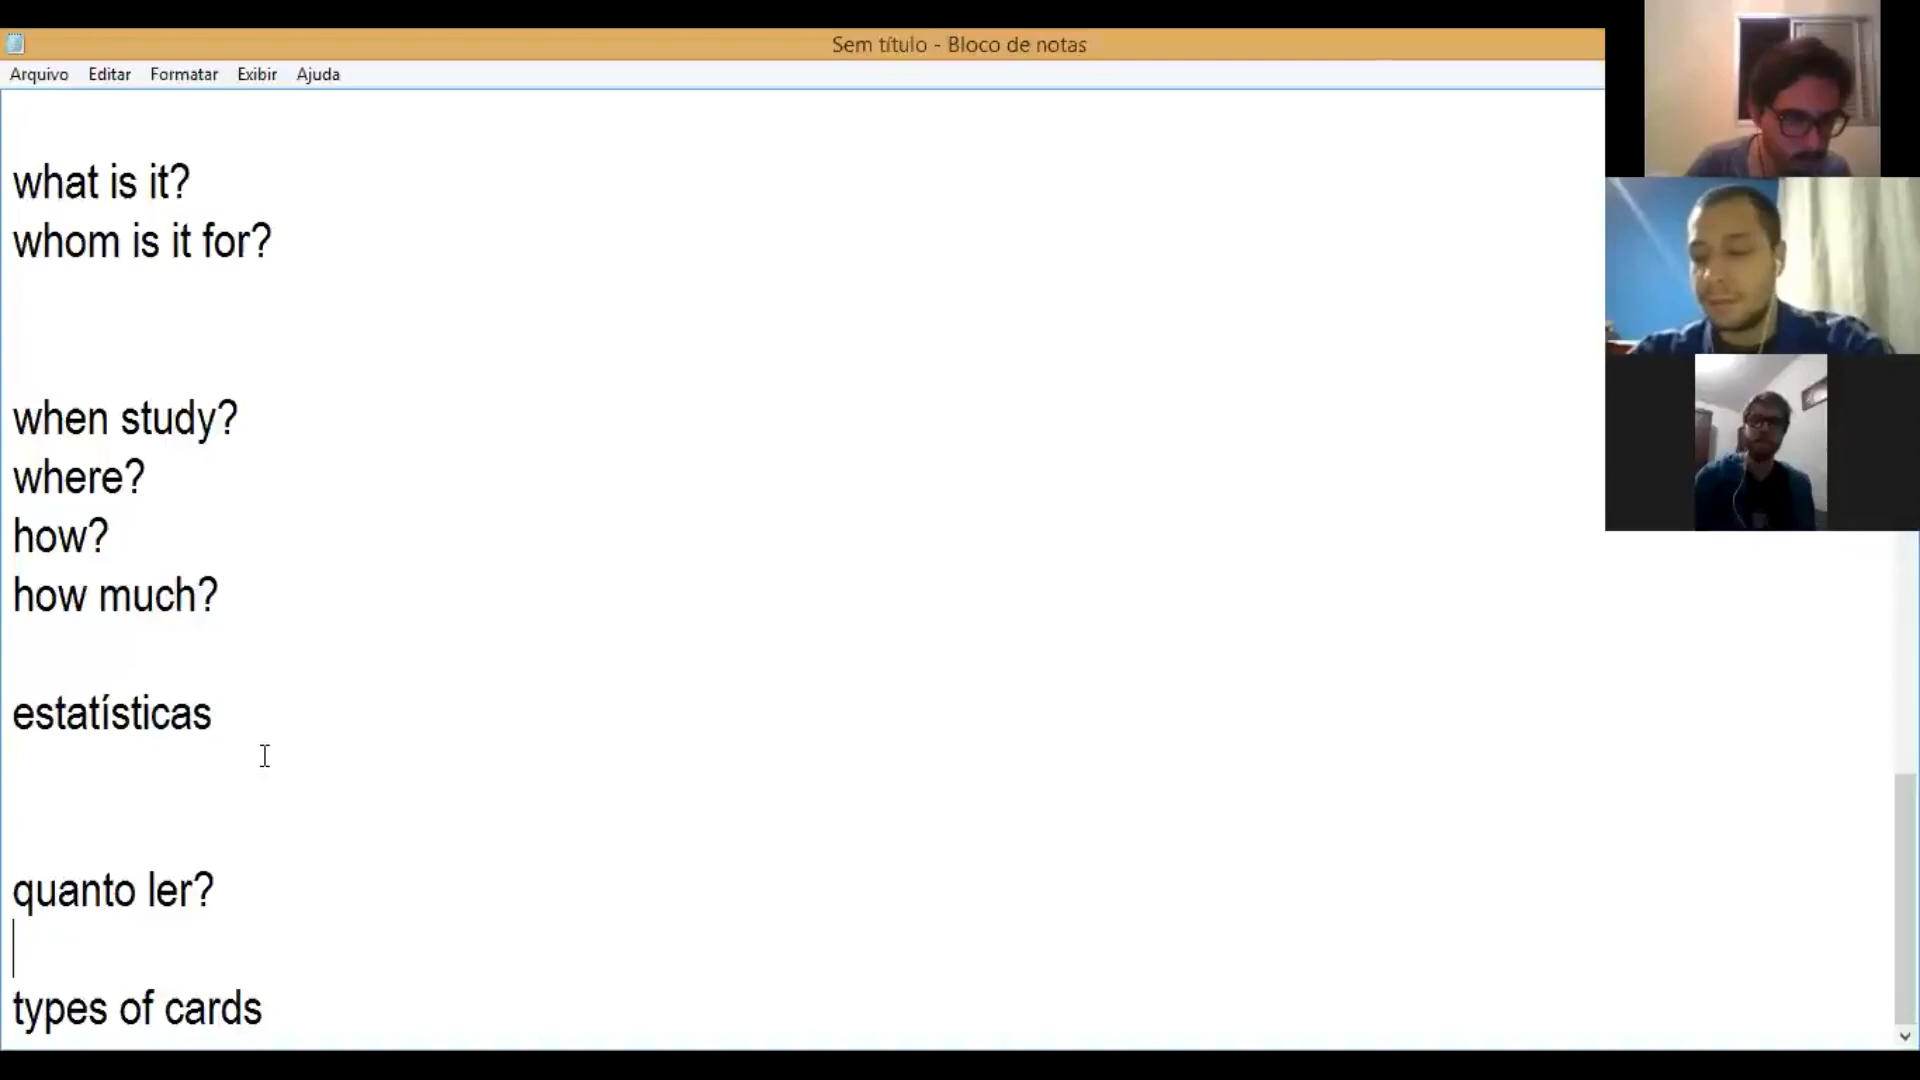 Sem título - Bloco de notas
Arquivo Editar Formatar Exibir Ajuda
what is it?
whom is it for?
when study?
where?
how?
how much?
estatísticas
quanto ler?
types of cards